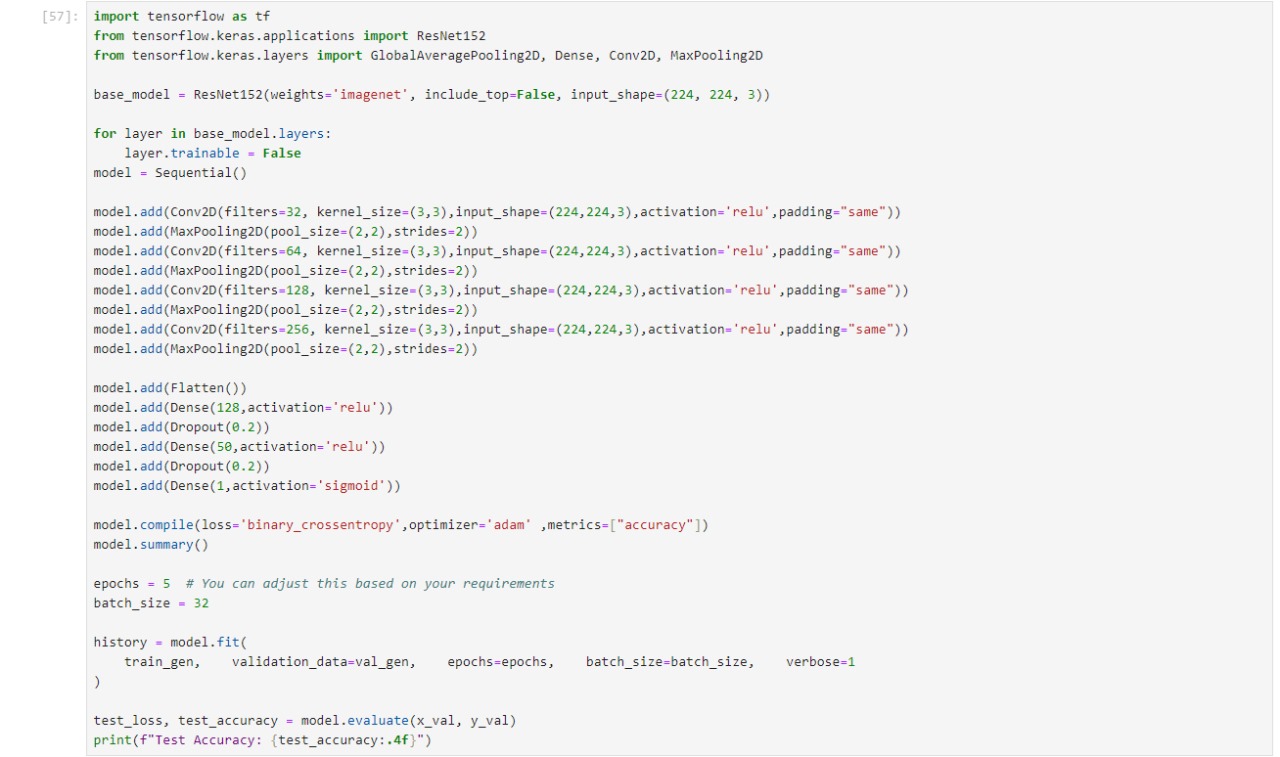 [57]:
import tensorflow as tf
from tensorflow.keras.applications import ResNet152
from tensorflow.keras.layers import GlobalAveragePooling2D, Dense, Conv2D, MaxPooling2D
base_model = ResNet152(weights='imagenet', include_top=False, input_shape=(224, 224, 3))
for layer in base_model.layers:
    layer.trainable = False
model = Sequential()
model.add(Conv2D(filters=32, kernel_size=(3,3),input_shape=(224,224,3),activation='relu',padding="same"))
model.add(MaxPooling2D(pool_size=(2,2),strides=2))
model.add(Conv2D(filters=64, kernel_size=(3,3),input_shape=(224,224,3),activation='relu',padding="same"))
model.add(MaxPooling2D(pool_size=(2,2),strides=2))
model.add(Conv2D(filters=128, kernel_size=(3,3),input_shape=(224,224,3),activation='relu',padding="same"))
model.add(MaxPooling2D(pool_size=(2,2),strides=2))
model.add(Conv2D(filters=256, kernel_size=(3,3),input_shape=(224,224,3),activation='relu',padding="same"))
model.add(MaxPooling2D(pool_size=(2,2),strides=2))
model.add(Flatten())
model.add(Dense(128,activation='relu'))
model.add(Dropout(0.2))
model.add(Dense(50,activation='relu'))
model.add(Dropout(0.2))
model.add(Dense(1,activation='sigmoid'))
model.compile(loss='binary_crossentropy',optimizer='adam' ,metrics=["accuracy"])
model.summary()
epochs = 5  # You can adjust this based on your requirements
batch_size = 32
history = model.fit(
    train_gen,    validation_data=val_gen,    epochs=epochs,    batch_size=batch_size,    verbose=1
)
test_loss, test_accuracy = model.evaluate(x_val, y_val)
print(f"Test Accuracy: {test_accuracy:.4f}")